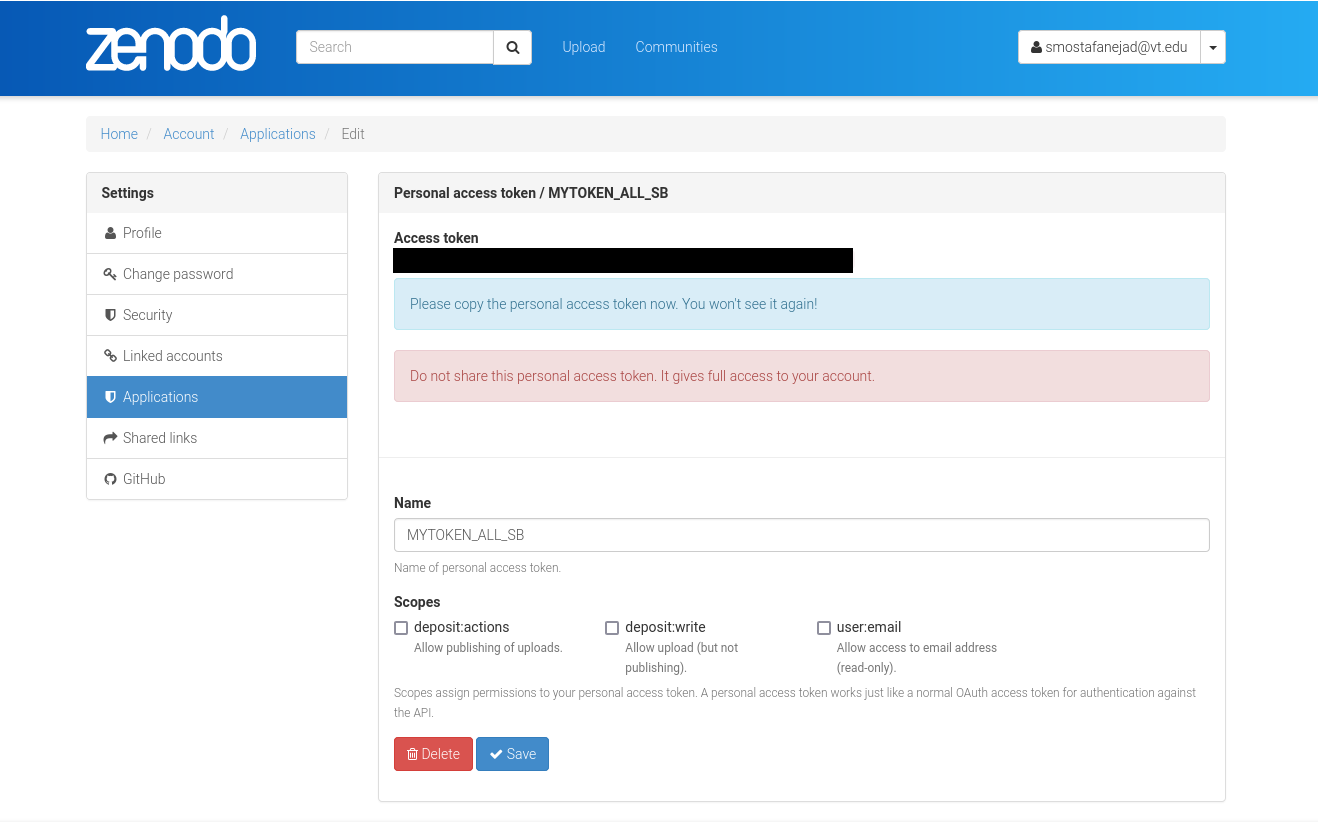 zenodo
Search
Upload
Communities
smostafanejad@vt.edu
Home / Account / Applications / Edit
Settings
Profile
Change password
Security
Linked accounts
Applications
Shared links
GitHub
Personal access token / MYTOKEN_ALL_SB
Access token
Please copy the personal access token now. You won't see it again!
Do not share this personal access token. It gives full access to your account.
Name
MYTOKEN_ALL_SB
Name of personal access token.
Scopes
deposit:actions
Allow publishing of uploads.
deposit:write
Allow upload (but not
publishing).
user:email
Allow access to email address
(read-only).
Scopes assign permissions to your personal access token. A personal access token works just like a normal OAuth access token for authentication against
the API.
Delete
Save